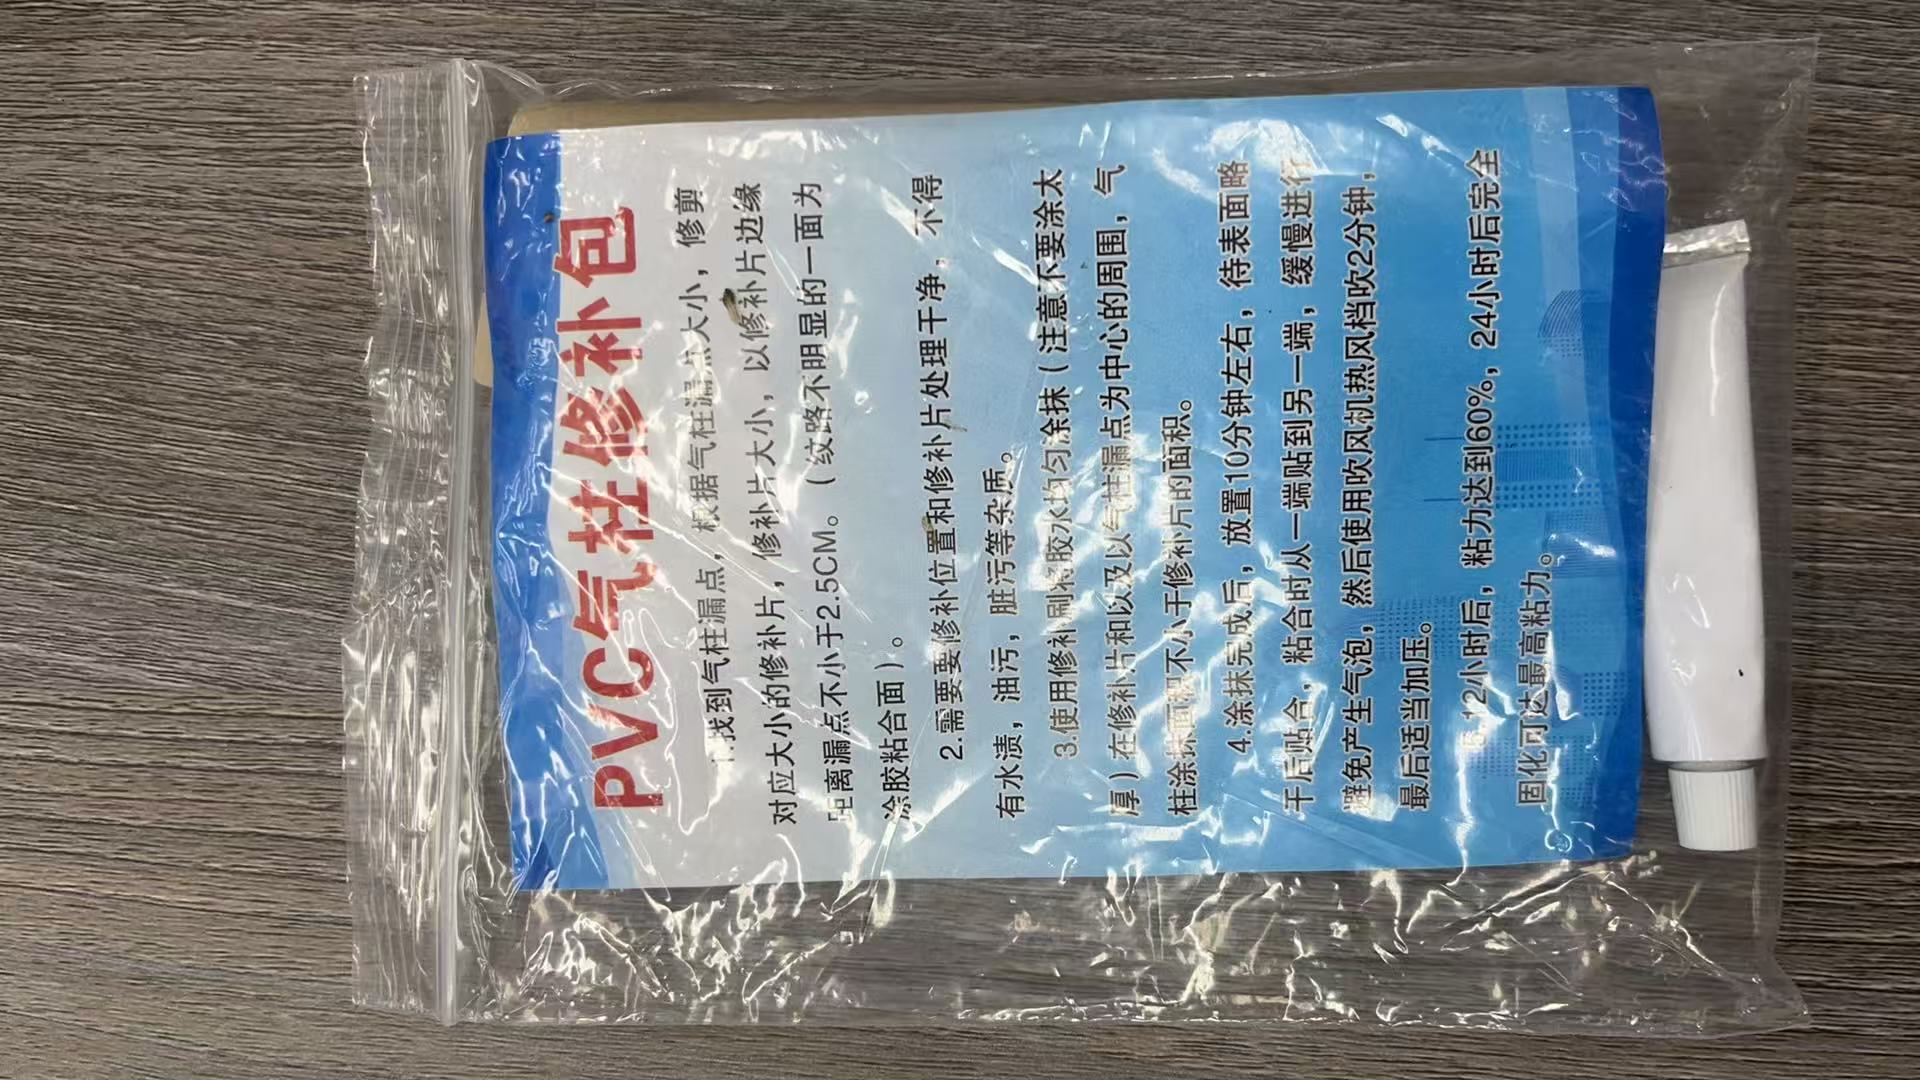 PVC气柱修补包
1.找到气柱漏点，根据气柱漏点大小，修剪
对应大小的修补片，修补片大小，以修补片边缘
距离漏点不小于2.5CM。（纹路不明显的一面为
涂胶粘合面）。
2.需要要修补位置和修补片处理干净，不得
有水渍，油污，脏污等杂质。
3.使用修补刷将胶水均匀涂抹（注意不要涂太
厚）在修补片和以及及以气柱漏点为中心的周围，气
柱涂抹面积不小于修补片的面积。
4.涂抹完成后，放置10分钟左右，待表面略
干后贴合，粘合时从一端贴到另一端，缓慢进行
避免产生气泡，然后使用吹风机热风档吹2分钟，
最后适当加压。
5.12小时后，粘力达到60%，24小时后完全
固化可达最高粘力。